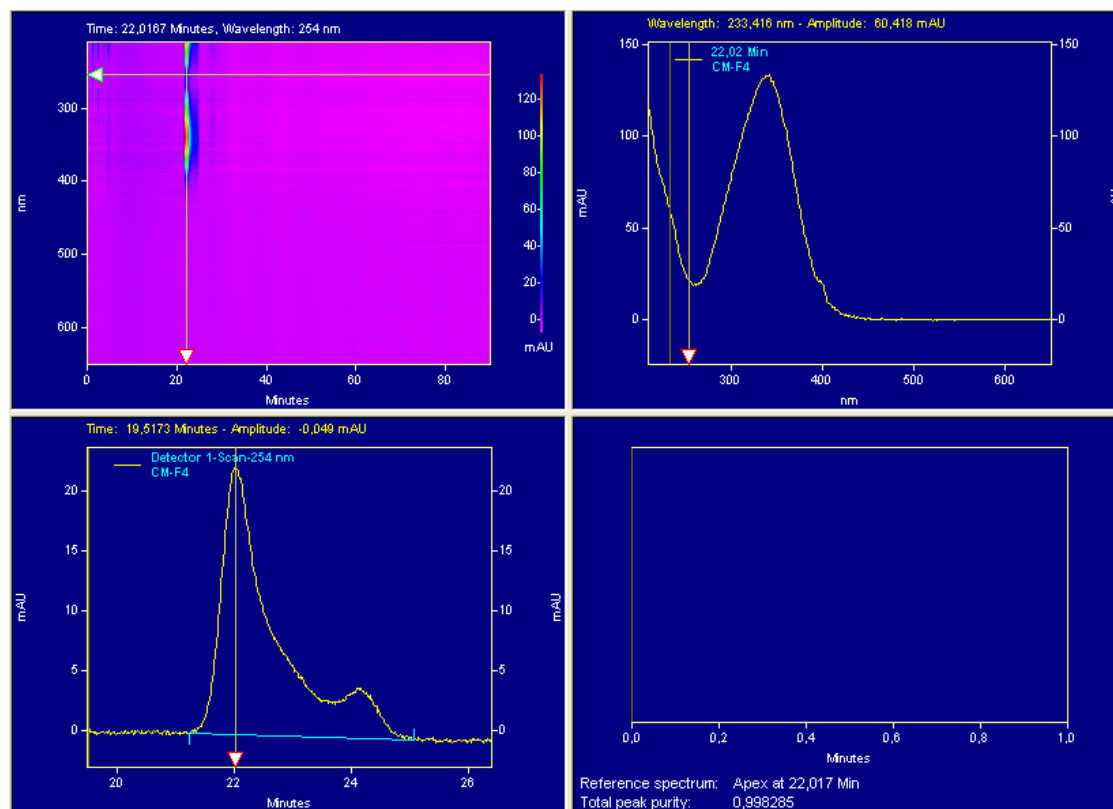 Time: 22,0167 Minutes, Wavelength: 254 nm
300
400
500
600
nm
0
20
40
60
80
Minutes
120
100
80
60
40
20
0
mAU
Wavelength: 233,416 nm - Amplitude: 60,418 mAU
22,02 Min
CM-F4
150
100
50
0
mAU
150
100
50
0
AU
300
400
500
600
nm
Time: 19,5173 Minutes - Amplitude: -0,049 mAU
Detector 1-Scan-254 nm
CM-F4
20
15
10
5
0
mAU
20
15
10
5
0
mAU
20
22
24
26
Minutes
0,0
0,2
0,4
0,6
0,8
1,0
Minutes
Reference spectrum: Apex at 22,017 Min
Total peak purity: 0,998285